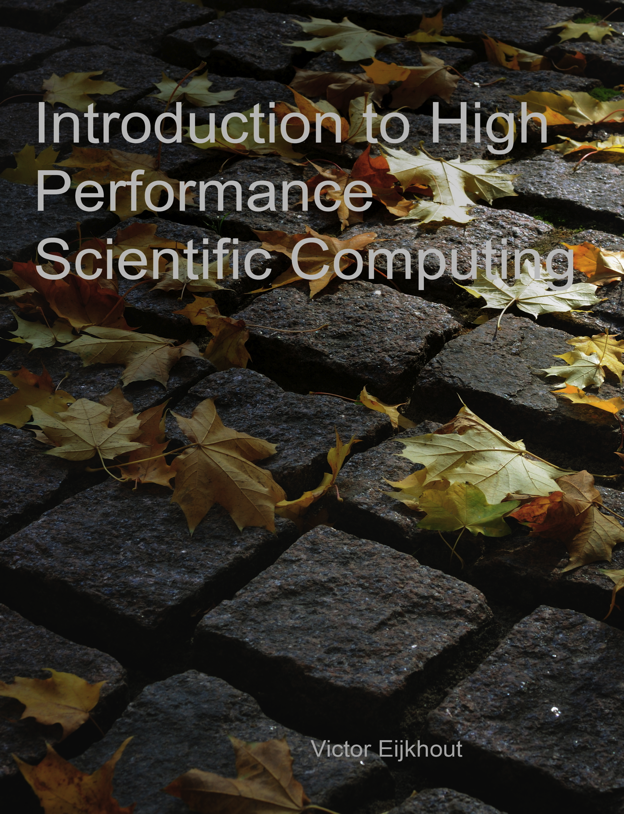 Introduction to High
Performance
Scientific Computing
Victor Eijkhout